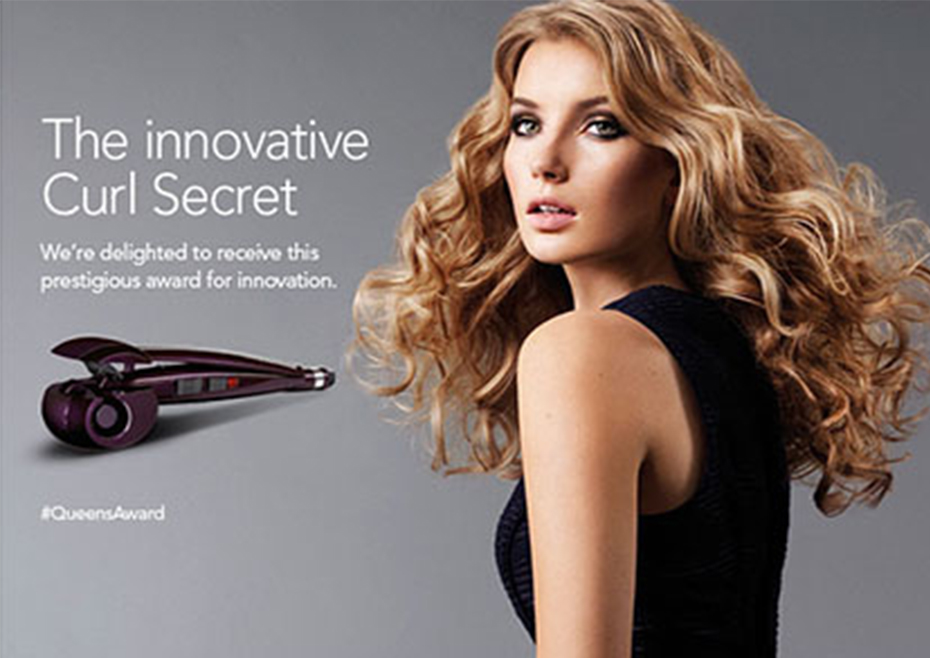 The innovative
Curl Secret
We're delighted to receive this
prestigious award for innovation.
#QueensAward